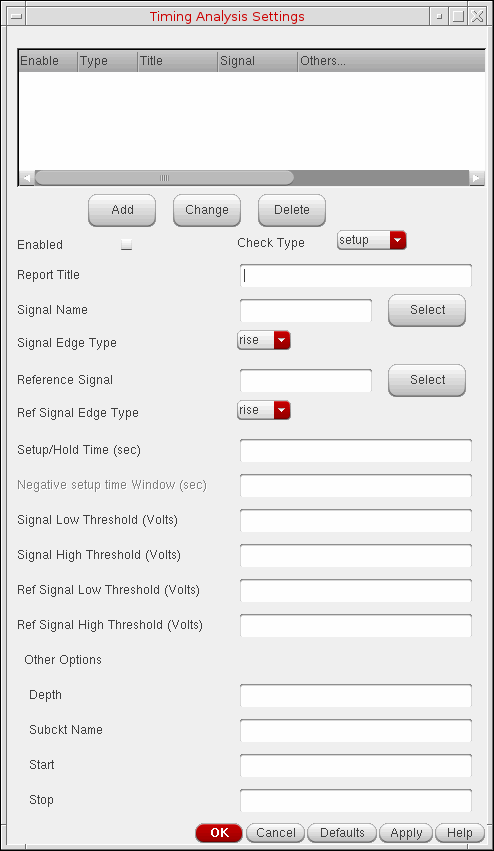 Timing Analysis Settings
Enable Type Title Signal Others...
Add Change Delete
Enabled Check Type setup
Report Title
Signal Name Select
Signal Edge Type rise
Reference Signal Select
Ref Signal Edge Type rise
Setup/Hold Time (sec)
Negative setup time Window (sec)
Signal Low Threshold (Volts)
Signal High Threshold (Volts)
Ref Signal Low Threshold (Volts)
Ref Signal High Threshold (Volts)
Other Options
Depth
Subckt Name
Start
Stop
OK Cancel Defaults Apply Help